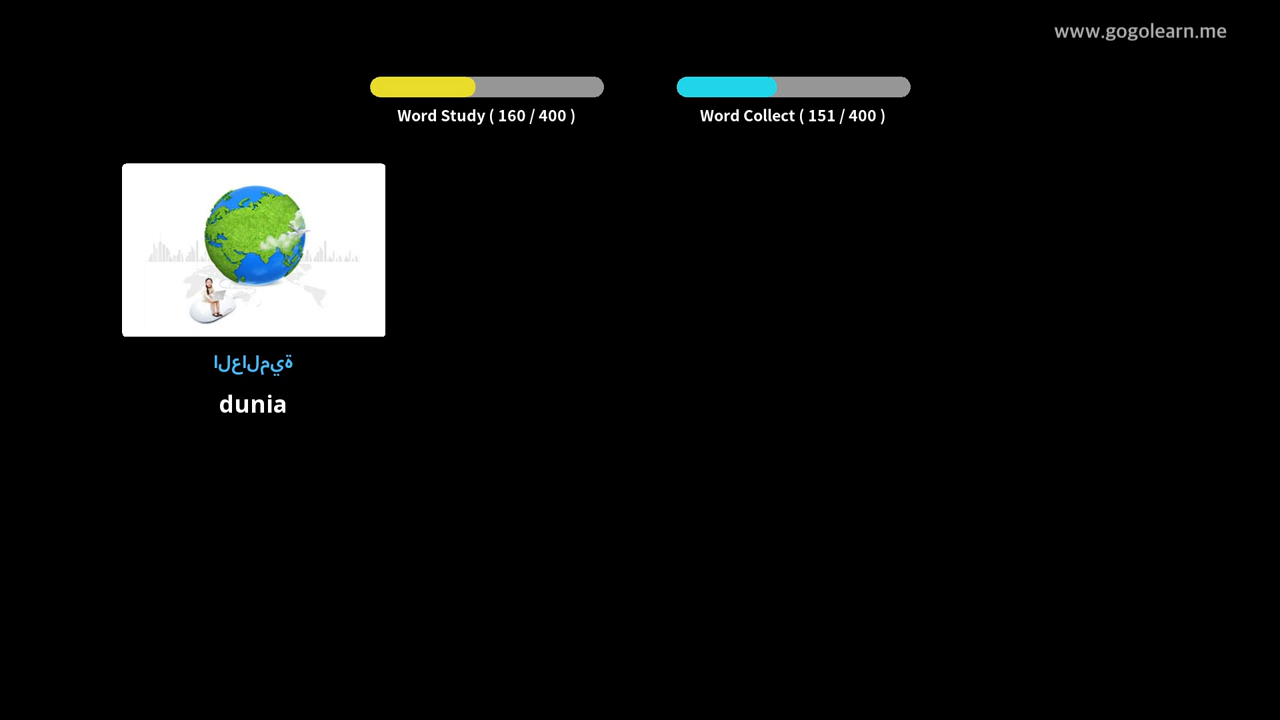 www.gogolearn.me
Word Study ( 160 / 400 )
Word Collect ( 151 / 400 )
العالمية
dunia